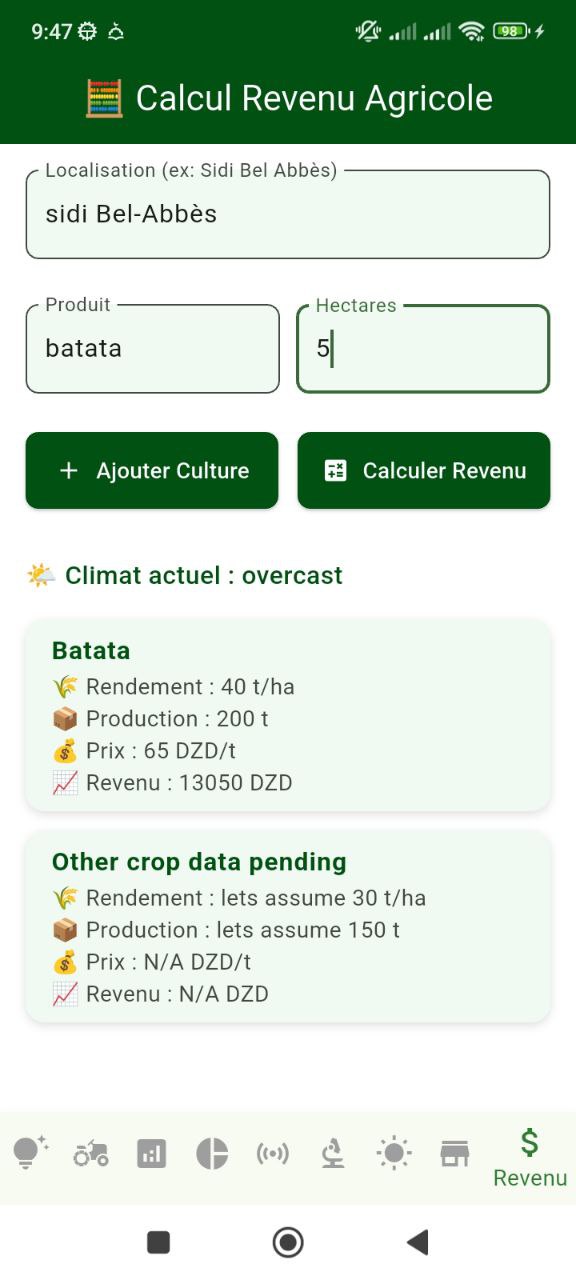 9:47
98
Calcul Revenu Agricole
Localisation (ex: Sidi Bel Abbès)
sidi Bel-Abbès
Produit
Hectares
batata
5
+ Ajouter Culture
Calculer Revenu
Climat actuel : overcast
Batata
Rendement : 40 t/ha
Production : 200 t
Prix : 65 DZD/t
Revenu : 13050 DZD
Other crop data pending
Rendement : lets assume 30 t/ha
Production : lets assume 150 t
Prix : N/A DZD/t
Revenu : N/A DZD
$
Revenu